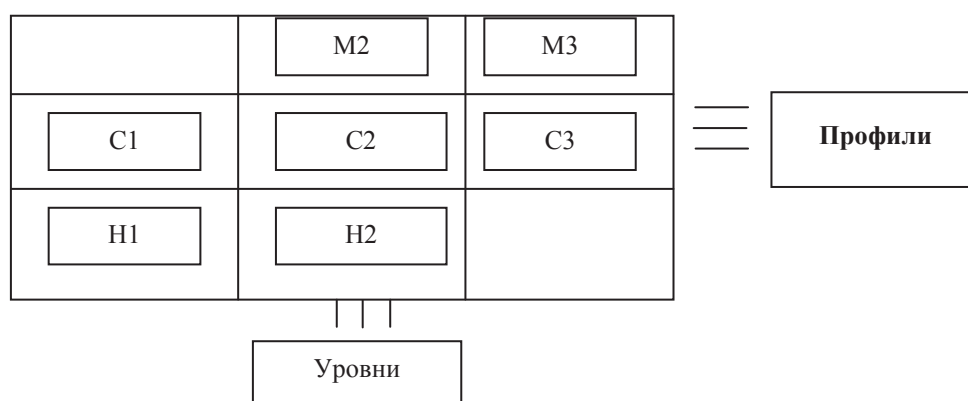 М2
М3
С1
С2
С3
Профили
Н1
Н2
Уровни